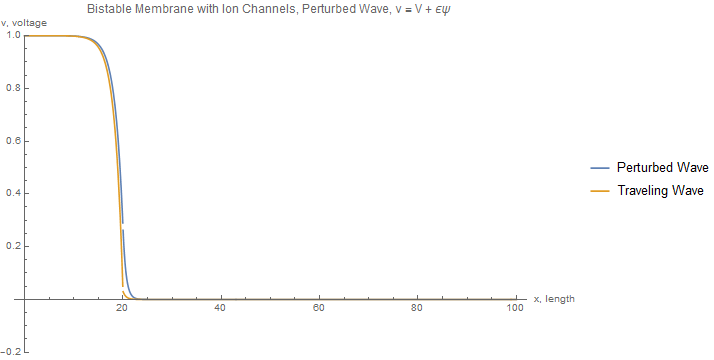 Bistable Membrane with Ion Channels, Perturbed Wave, v = V + ϵψ
v, voltage
1.0
0.8
0.6
0.4
0.2
-0.2
20
40
60
80
100
x, length
Perturbed Wave
Traveling Wave